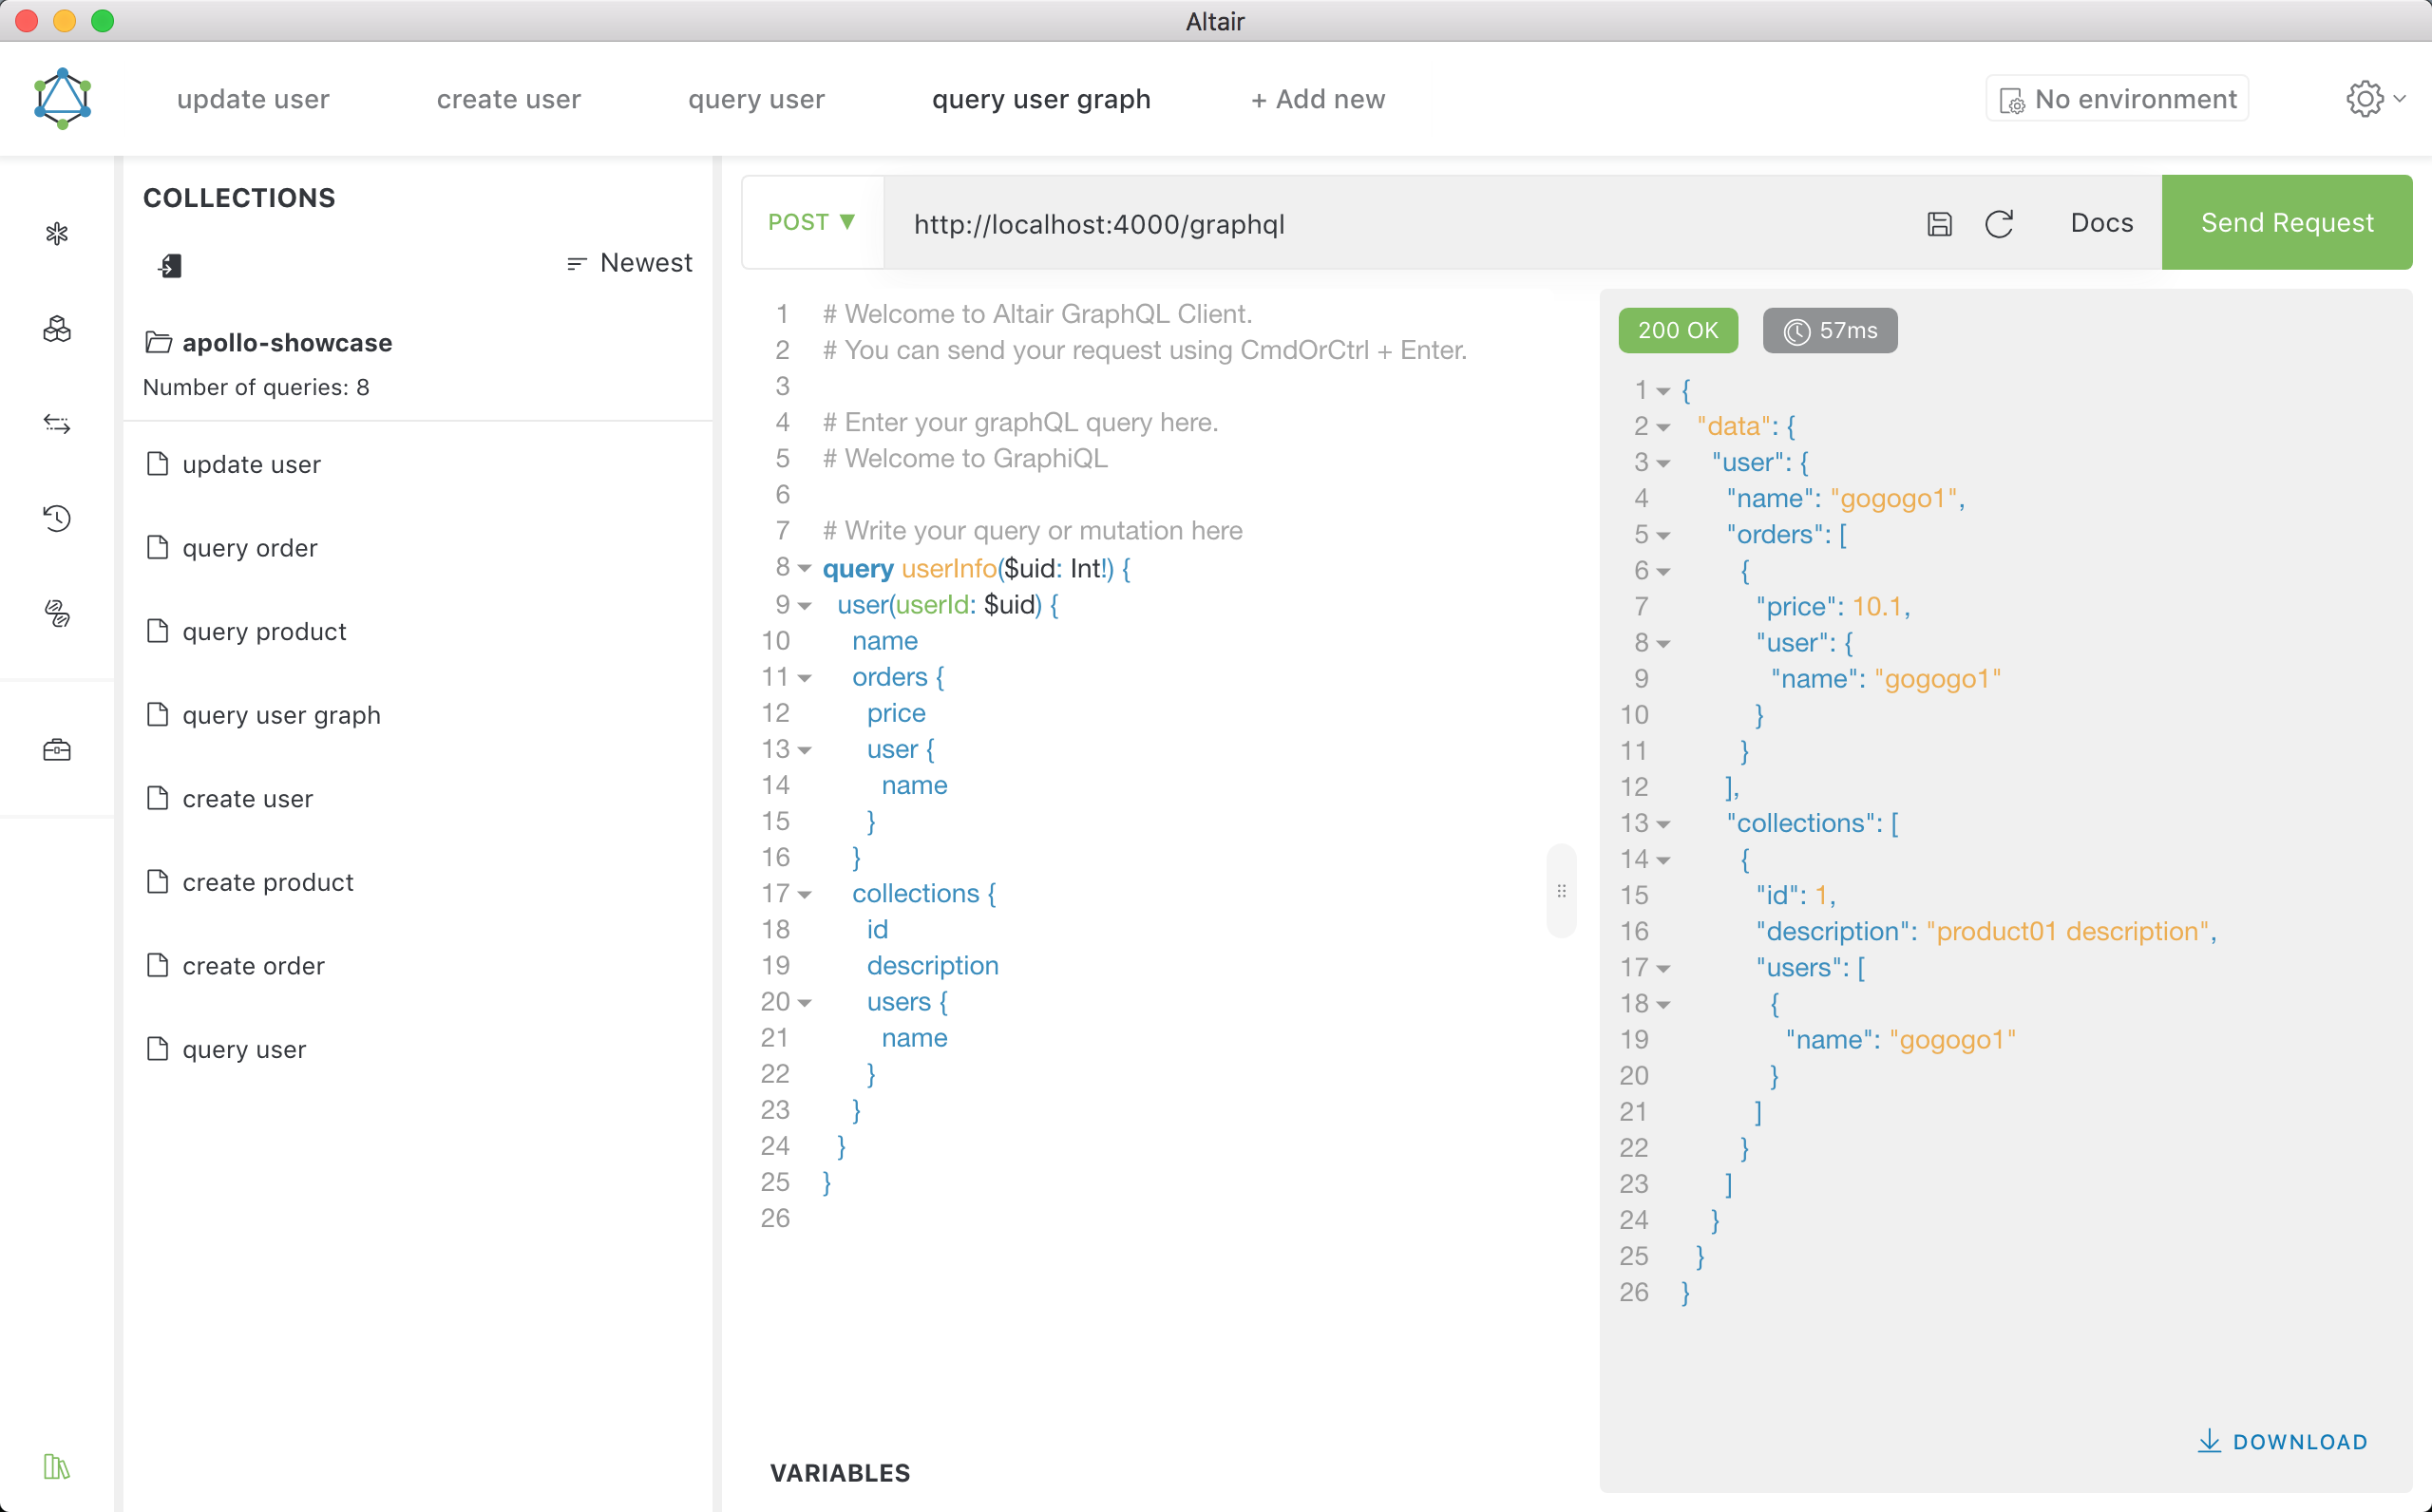 Altair
update user
create user
query user
query user graph
+ Add new
No environment
COLLECTIONS
Newest
apollo-showcase
Number of queries: 8
update user
query order
query product
query user graph
create user
create product
create order
query user
POST ▼
http://localhost:4000/graphql
Docs
Send Request
1 # Welcome to Altair GraphQL Client.
2 # You can send your request using CmdOrCtrl + Enter.
3
4 # Enter your graphQL query here.
5 # Welcome to GraphiQL
6
7 # Write your query or mutation here
8 query userInfo($uid: Int!) {
9 user(userId: $uid) {
10 name
11 orders {
12 price
13 user {
14 name
15 }
16 }
17 collections {
18 id
19 description
20 users {
21 name
22 }
23 }
24 }
25 }
26
VARIABLES
200 OK
57ms
1 {
2 "data": {
3 "user": {
4 "name": "gogogo1",
5 "orders": [
6 {
7 "price": 10.1,
8 "user": {
9 "name": "gogogo1"
10 }
11 }
12 ],
13 "collections": [
14 {
15 "id": 1,
16 "description": "product01 description",
17 "users": [
18 {
19 "name": "gogogo1"
20 }
21 ]
22 }
23 ]
24 }
25 }
26 }
DOWNLOAD